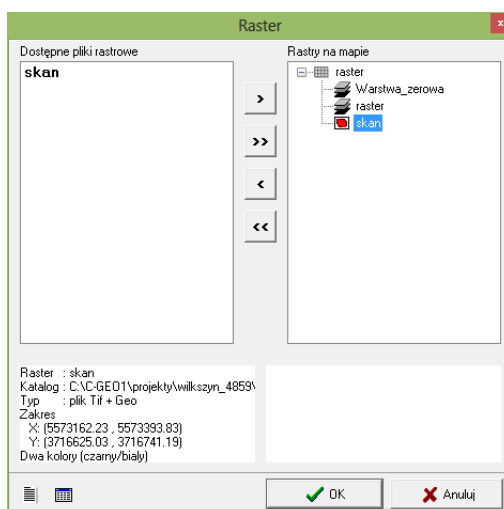 Raster
x
Dostępne pliki rastrowe
skan
>
>>
<
<<
Rastry na mapie
raster
Warstwa_zerowa
raster
skan
Raster : skan
Katalog : C:\C-GEO1\projekty\wilkszyn_4859\
Typ : plik Tif + Geo
Zakres
X: (5573162.23 , 5573393.83)
Y: (3716625.03 , 3716741.19)
Dwa kolory (czarny/biały)
OK
Anuluj